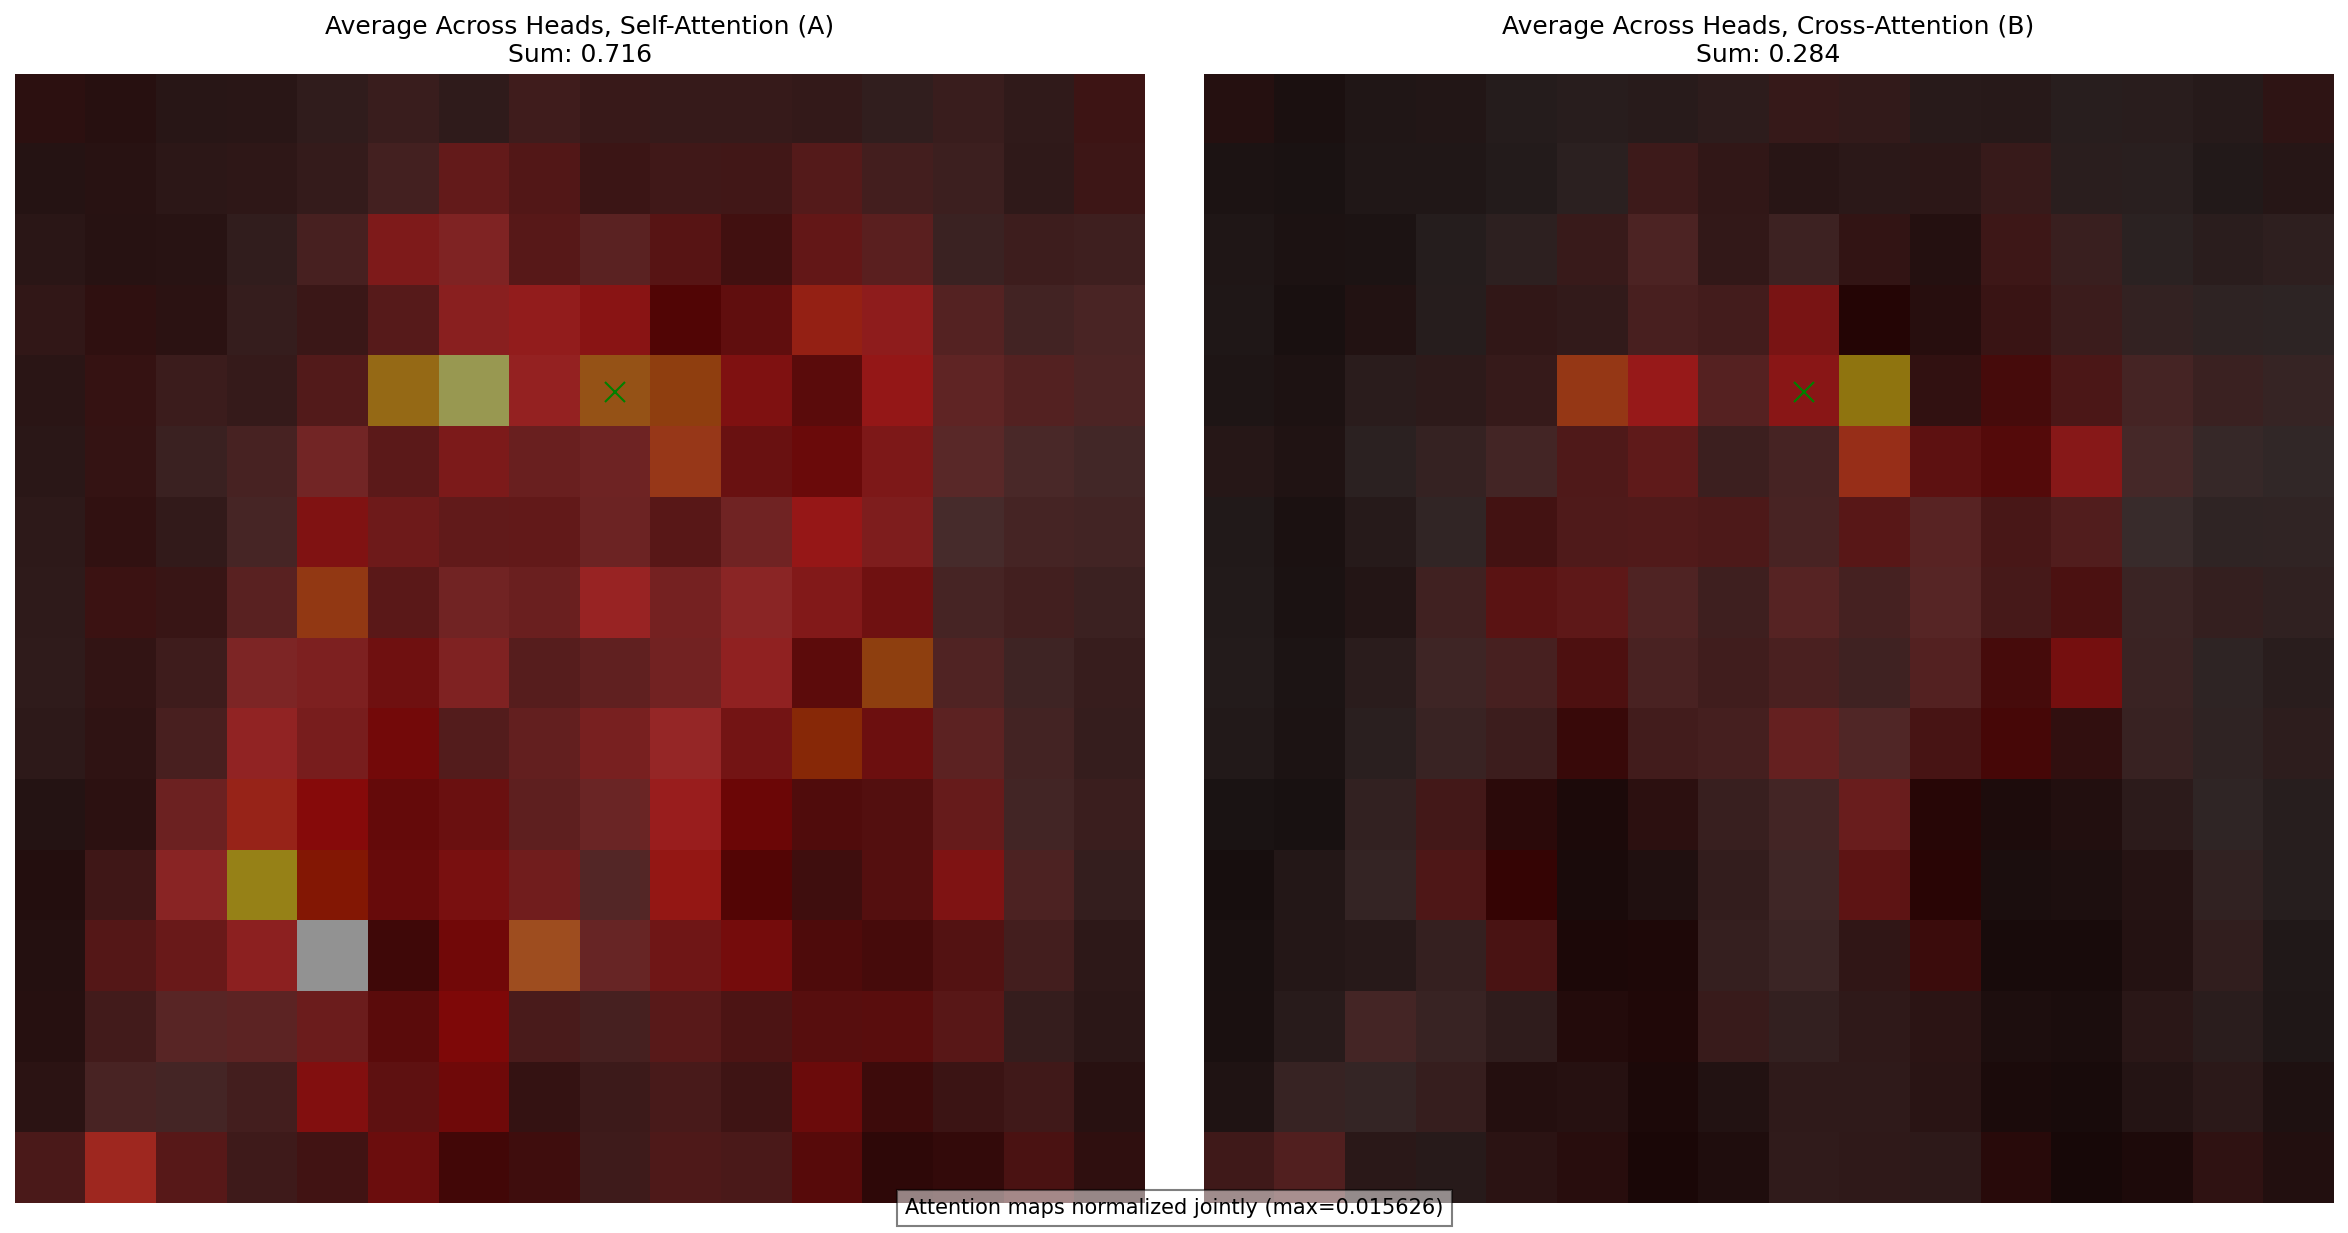 Average Across Heads, Self-Attention (A)
Sum: 0.716
Average Across Heads, Cross-Attention (B)
Sum: 0.284
Attention maps normalized jointly (max=0.015626)